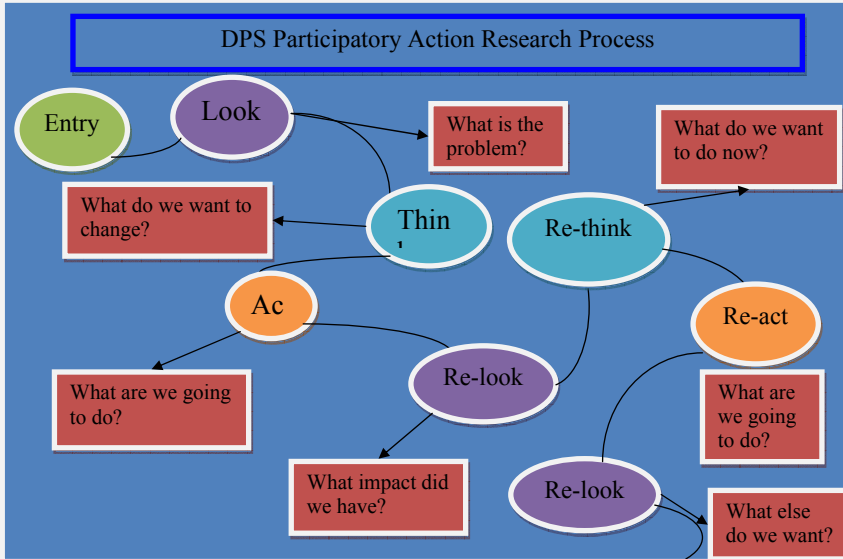 DPS Participatory Action Research Process
Entry
Look
What is the
problem?
What do we want to
change?
Thin
Ac
What are we going
to do?
Re-look
What impact did
we have?
Re-think
What do we want
to do now?
Re-act
What are
we going
to do?
Re-look
What else
do we want?